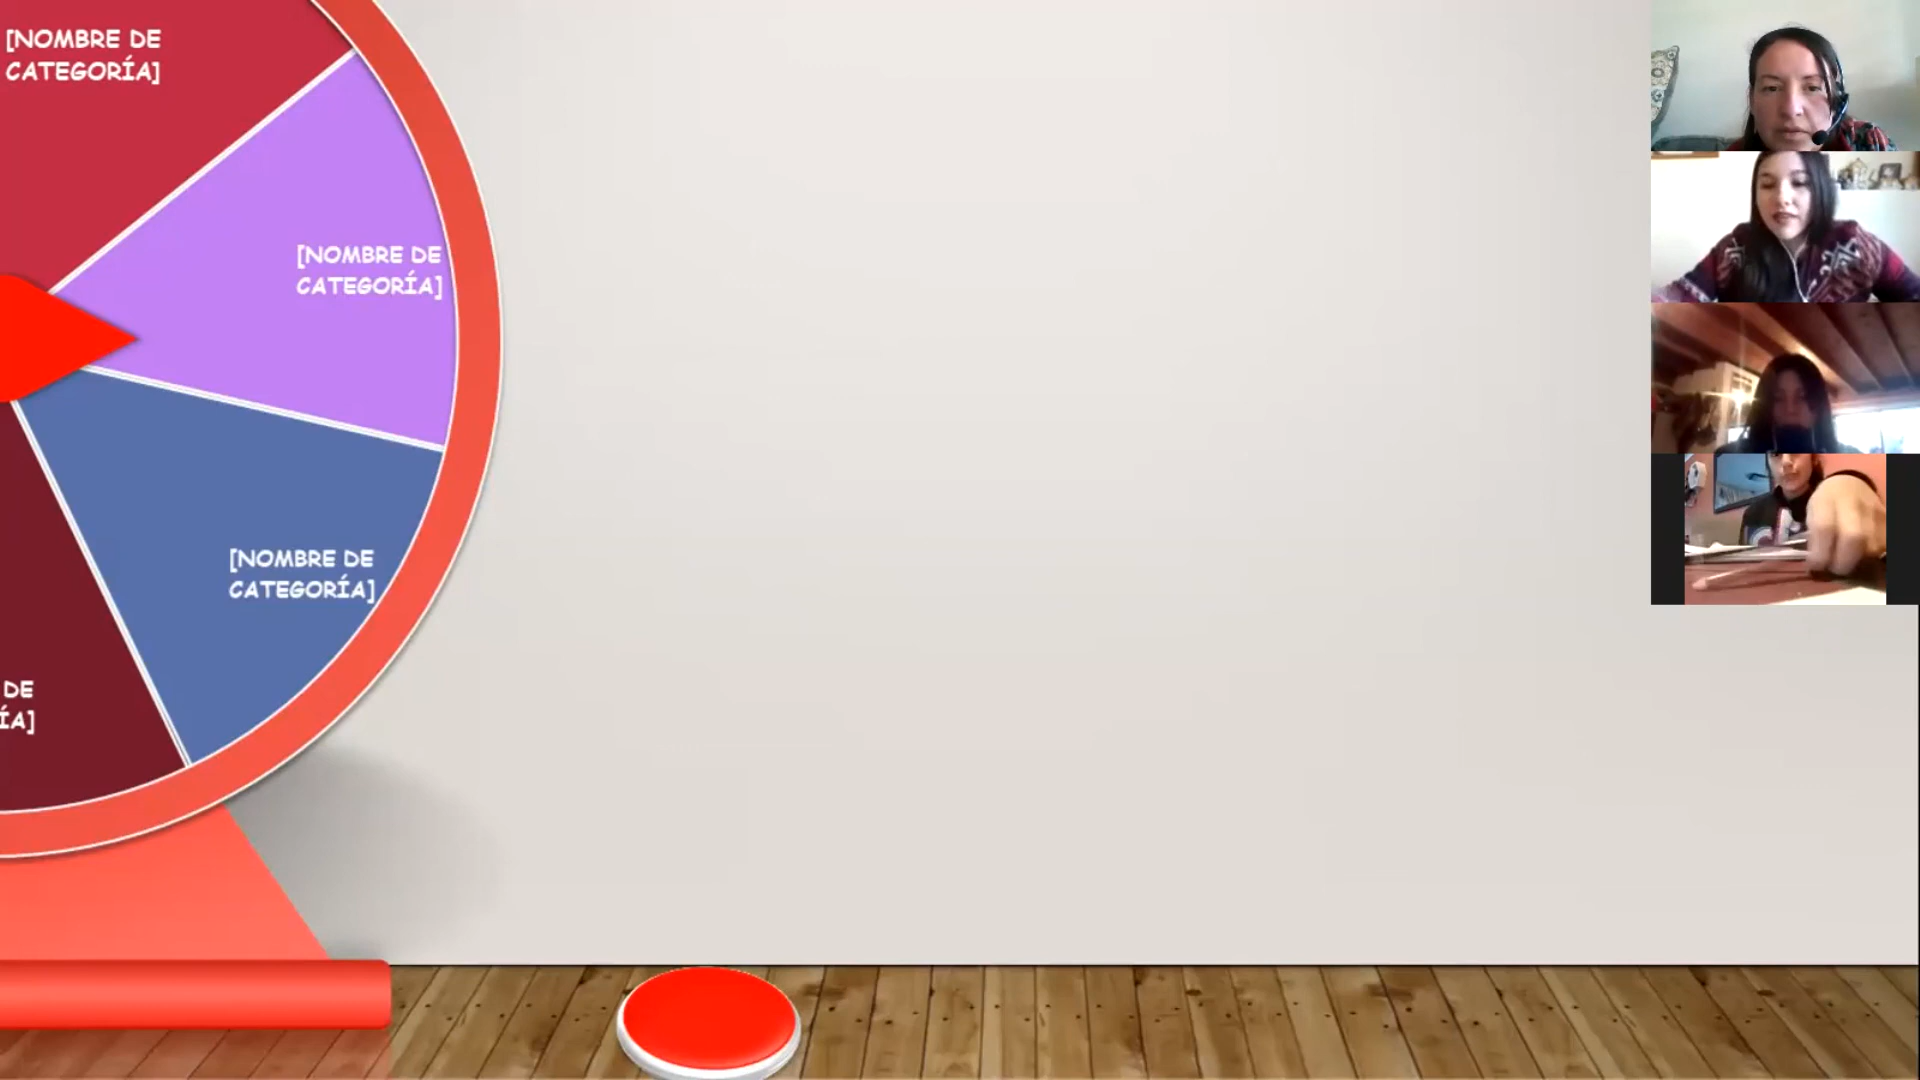 [NOMBRE DE
CATEGORÍA]
[NOMBRE DE
CATEGORÍA]
[NOMBRE DE
CATEGORÍA]
DE
ÍA]